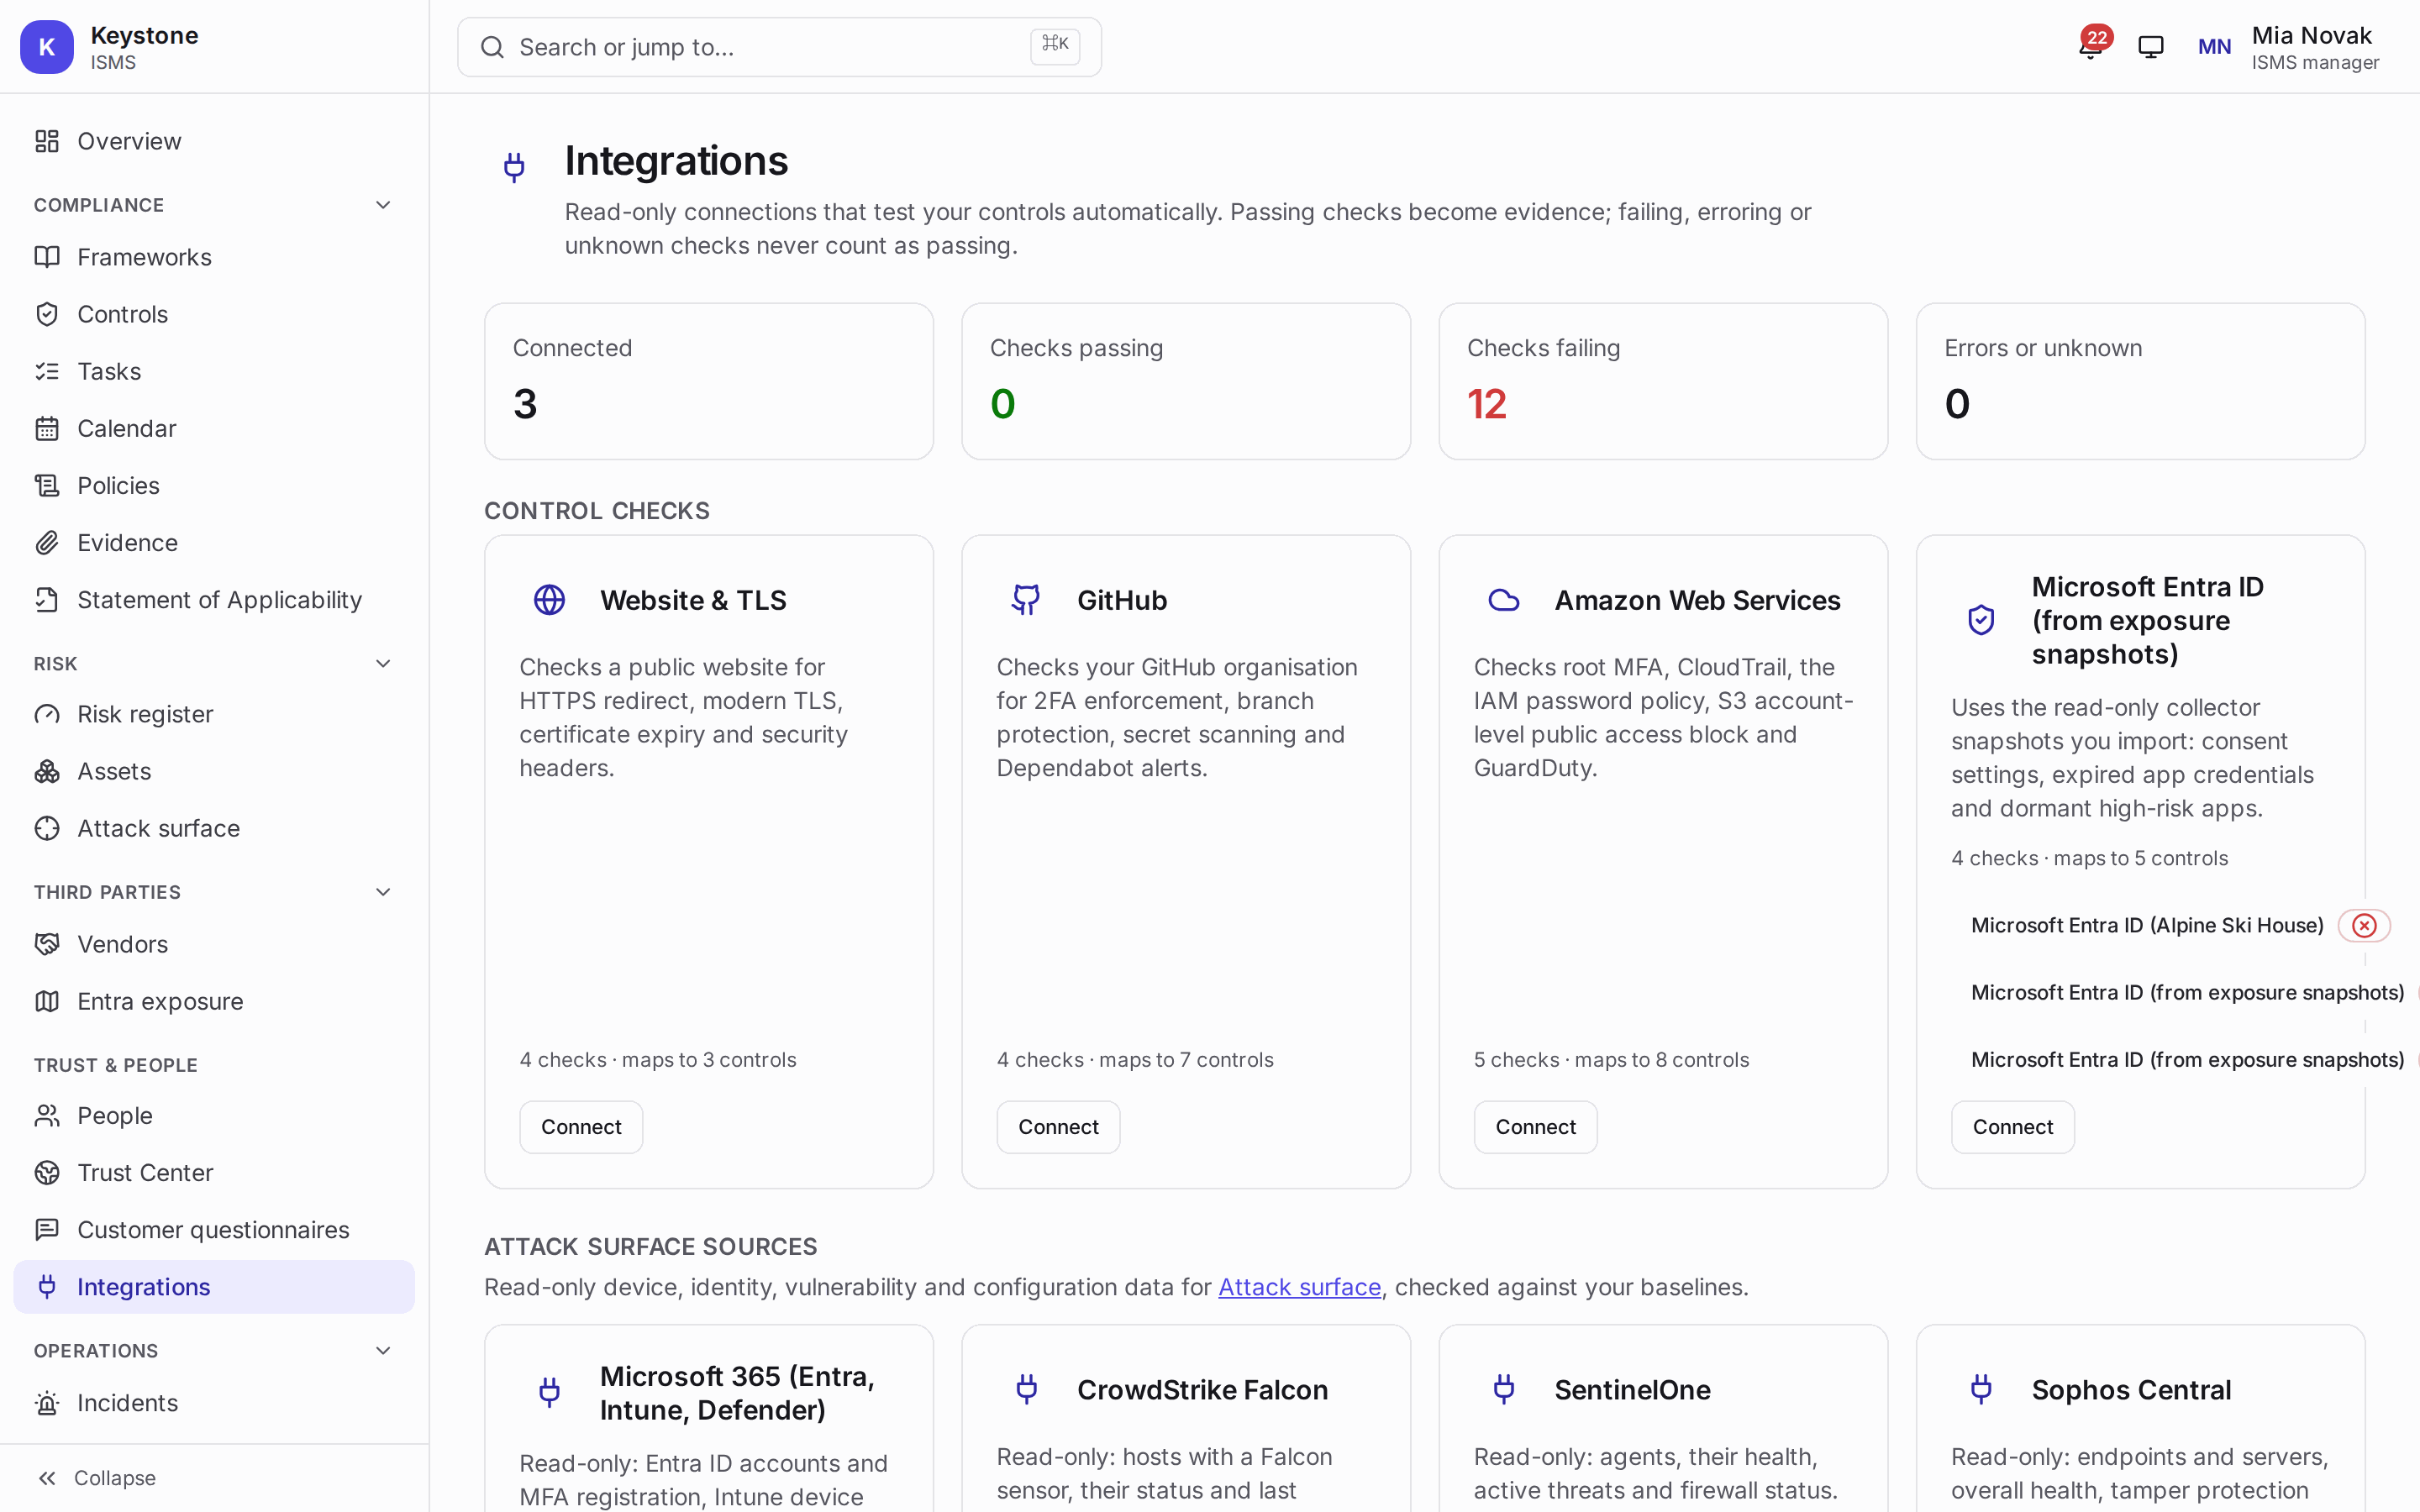 K
Keystone
ISMS
Search or jump to...
⌘K
22
MN
Mia Novak
ISMS manager
Overview
COMPLIANCE
Frameworks
Controls
Tasks
Calendar
Policies
Evidence
Statement of Applicability
RISK
Risk register
Assets
Attack surface
THIRD PARTIES
Vendors
Entra exposure
TRUST & PEOPLE
People
Trust Center
Customer questionnaires
Integrations
OPERATIONS
Incidents
Collapse
Integrations
Read-only connections that test your controls automatically. Passing checks become evidence; failing, erroring or
unknown checks never count as passing.
Connected
3
Checks passing
0
Checks failing
12
Errors or unknown
0
CONTROL CHECKS
Website & TLS
Checks a public website for
HTTPS redirect, modern TLS,
certificate expiry and security
headers.
4 checks · maps to 3 controls
Connect
GitHub
Checks your GitHub organisation
for 2FA enforcement, branch
protection, secret scanning and
Dependabot alerts.
4 checks · maps to 7 controls
Connect
Amazon Web Services
Checks root MFA, CloudTrail, the
IAM password policy, S3 account-
level public access block and
GuardDuty.
5 checks · maps to 8 controls
Connect
Microsoft Entra ID
(from exposure
snapshots)
Uses the read-only collector
snapshots you import: consent
settings, expired app credentials
and dormant high-risk apps.
4 checks · maps to 5 controls
Microsoft Entra ID (Alpine Ski House)
Microsoft Entra ID (from exposure snapshots)
Microsoft Entra ID (from exposure snapshots)
Connect
ATTACK SURFACE SOURCES
Read-only device, identity, vulnerability and configuration data for Attack surface, checked against your baselines.
Microsoft 365 (Entra,
Intune, Defender)
Read-only: Entra ID accounts and
MFA registration, Intune device
CrowdStrike Falcon
Read-only: hosts with a Falcon
sensor, their status and last
SentinelOne
Read-only: agents, their health,
active threats and firewall status.
Sophos Central
Read-only: endpoints and servers,
overall health, tamper protection